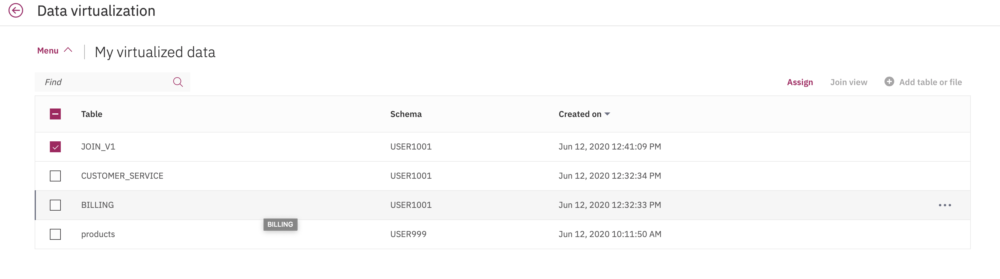 Data virtualization
Menu My virtualized data
Find Assign Join view Add table or file
Table Schema Created on
JOIN_V1 USER1001 Jun 12, 2020 12:41:09 PM
CUSTOMER_SERVICE USER1001 Jun 12, 2020 12:32:34 PM
BILLING USER1001 Jun 12, 2020 12:32:33 PM
BILLING
products USER999 Jun 12, 2020 10:11:50 AM